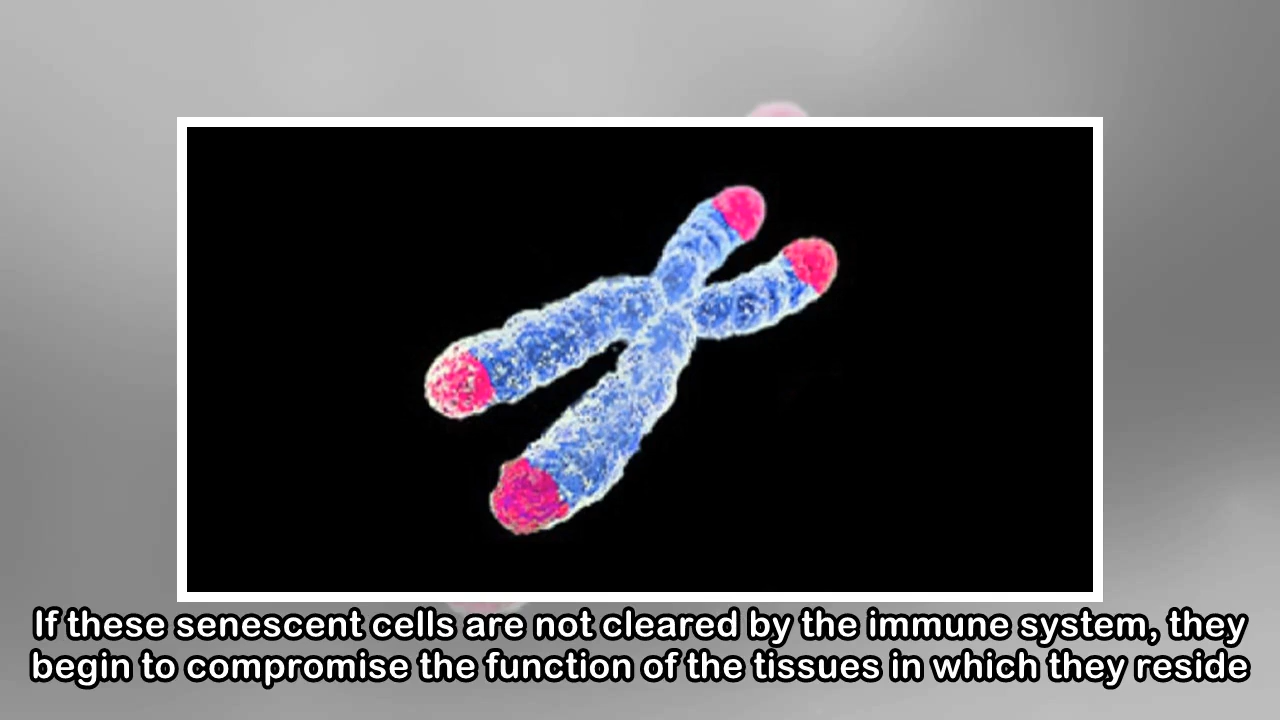 If these senescent cells are not cleared by the immune system, they
begin to compromise the function of the tissues in which they reside